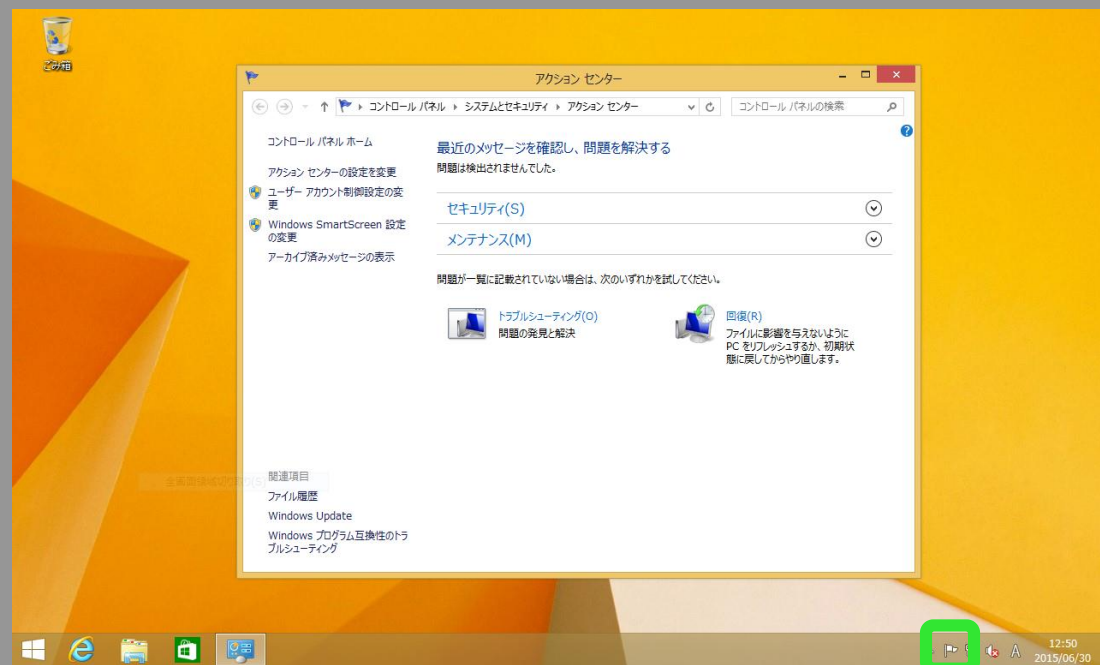 ごみ箱
アクション センター
コントロール パネル システムとセキュリティ アクション センター
コントロール パネルの検索
コントロール パネル ホーム
アクション センターの設定を変更
ユーザー アカウント制御設定の変
更
Windows SmartScreen 設定
の変更
アーカイブ済みメッセージの表示
最近のメッセージを確認し、問題を解決する
問題は検出されませんでした。
セキュリティ(S)
メンテナンス(M)
問題が一覧に記載されていない場合は、次のいずれかを試してください。
トラブルシューティング(O)
問題の発見と解決
回復(R)
ファイルに影響を与えないように
PC をリフレッシュするか、初期状
態に戻してからやり直します。
関連項目
ファイル履歴
Windows Update
Windows プログラム互換性のトラ
ブルシューティング
A
12:50
2015/06/30